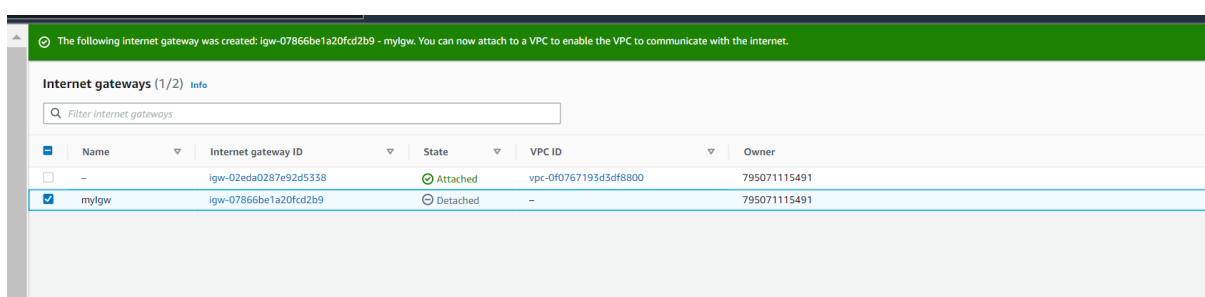 The following internet gateway was created: igw-07866be1a20fcd2b9 - myIgw. You can now attach to a VPC to enable the VPC to communicate with the internet.
Internet gateways (1/2) Info
Filter internet gateways
Name Internet gateway ID State VPC ID Owner
– igw-02eda0287e92d5338 Attached vpc-0f0767193d3df8800 795071115491
myIgw igw-07866be1a20fcd2b9 Detached – 795071115491